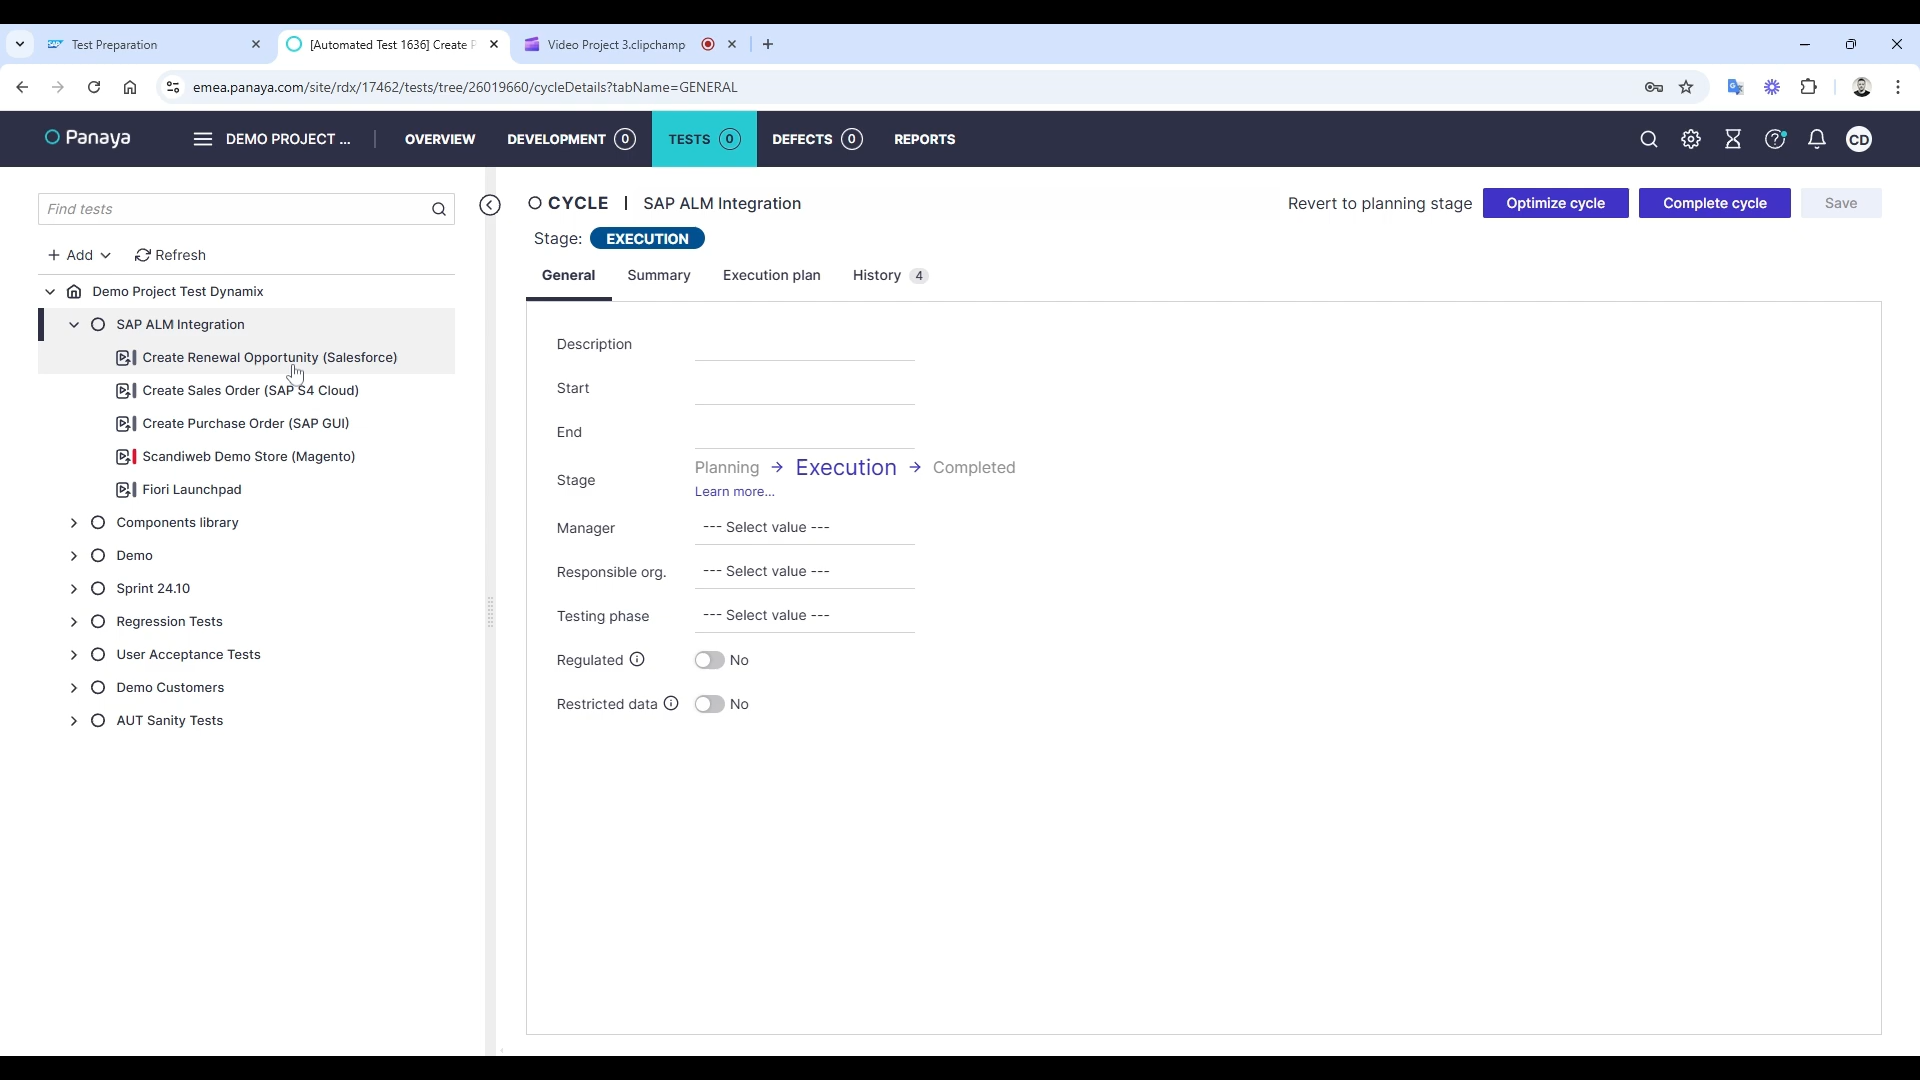 Test Preparation
[Automated Test 1636] Create
Video Project 3.clipchamp
emea.panaya.com/site/rdx/17462/tests/tree/26019660/cycleDetails?tabName=GENERAL
Panaya
DEMO PROJECT ...
OVERVIEW
DEVELOPMENT 0
TESTS 0
DEFECTS 0
REPORTS
CD
Find tests
+ Add
Refresh
Demo Project Test Dynamix
SAP ALM Integration
Create Renewal Opportunity (Salesforce)
Create Sales Order (SAP S4 Cloud)
Create Purchase Order (SAP GUI)
Scandiweb Demo Store (Magento)
Fiori Launchpad
Components library
Demo
Sprint 24.10
Regression Tests
User Acceptance Tests
Demo Customers
AUT Sanity Tests
CYCLE | SAP ALM Integration
Revert to planning stage
Optimize cycle
Complete cycle
Save
Stage: EXECUTION
General
Summary
Execution plan
History 4
Description
Start
End
Stage
Planning → Execution → Completed
Learn more...
Manager
--- Select value ---
Responsible org.
--- Select value ---
Testing phase
--- Select value ---
Regulated
No
Restricted data
No